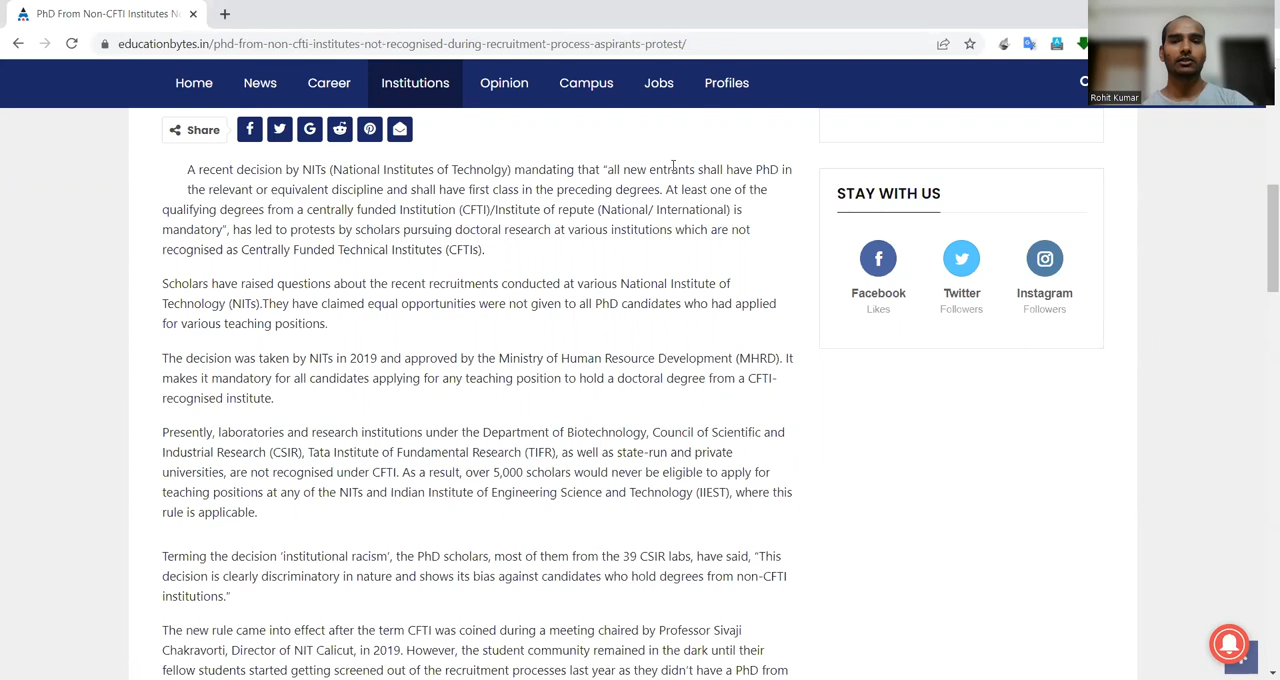 PhD From Non-CFTI Institutes N
educationbytes.in/phd-from-non-cfti-institutes-not-recognised-during-recruitment-process-aspirants-protest/
Rohit Kumar
Home News Career Institutions Opinion Campus Jobs Profiles
Share
A recent decision by NITs (National Institutes of Technolgy) mandating that “all new entrants shall have PhD in
the relevant or equivalent discipline and shall have first class in the preceding degrees. At least one of the
qualifying degrees from a centrally funded Institution (CFTI)/Institute of repute (National/ International) is
mandatory”, has led to protests by scholars pursuing doctoral research at various institutions which are not
recognised as Centrally Funded Technical Institutes (CFTIs).
Scholars have raised questions about the recent recruitments conducted at various National Institute of
Technology (NITs).They have claimed equal opportunities were not given to all PhD candidates who had applied
for various teaching positions.
The decision was taken by NITs in 2019 and approved by the Ministry of Human Resource Development (MHRD). It
makes it mandatory for all candidates applying for any teaching position to hold a doctoral degree from a CFTI-
recognised institute.
Presently, laboratories and research institutions under the Department of Biotechnology, Council of Scientific and
Industrial Research (CSIR), Tata Institute of Fundamental Research (TIFR), as well as state-run and private
universities, are not recognised under CFTI. As a result, over 5,000 scholars would never be eligible to apply for
teaching positions at any of the NITs and Indian Institute of Engineering Science and Technology (IIEST), where this
rule is applicable.
Terming the decision ‘institutional racism’, the PhD scholars, most of them from the 39 CSIR labs, have said, “This
decision is clearly discriminatory in nature and shows its bias against candidates who hold degrees from non-CFTI
institutions.”
The new rule came into effect after the term CFTI was coined during a meeting chaired by Professor Sivaji
Chakravorti, Director of NIT Calicut, in 2019. However, the student community remained in the dark until their
fellow students started getting screened out of the recruitment processes last year as they didn’t have a PhD from
STAY WITH US
Facebook Twitter Instagram
Likes Followers Followers